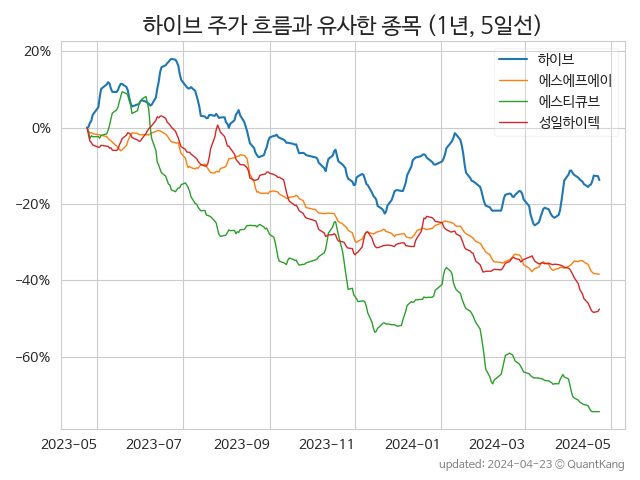 하이브 주가 흐름과 유사한 종목 (1년, 5일선)
하이브
에스에프에이
에스티큐브
성일하이텍
20%
0%
−20%
−40%
−60%
2023-05 2023-07 2023-09 2023-11 2024-01 2024-03 2024-05
updated: 2024-04-23 © QuantKang